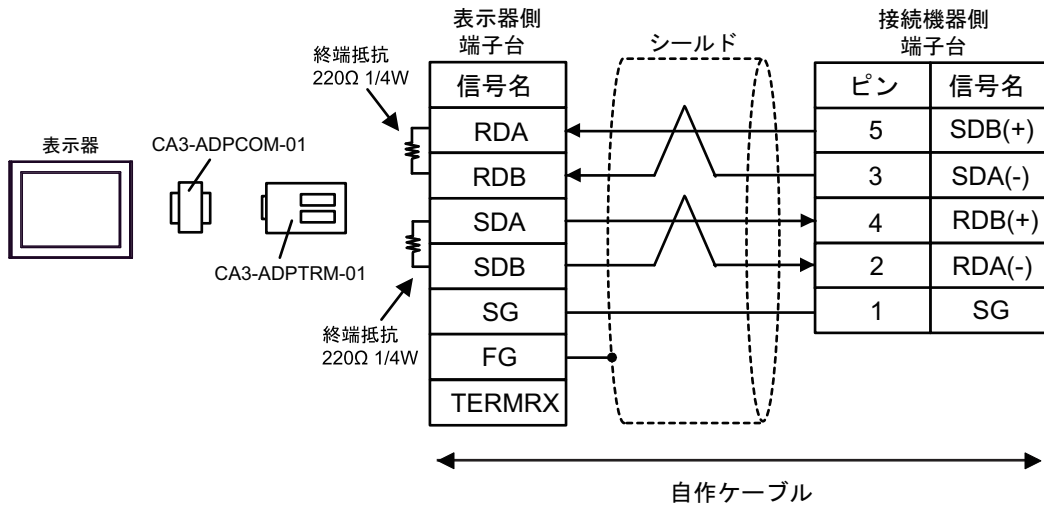 表示器側
端子台
シールド
接続機器側
端子台
終端抵抗
220Ω 1/4W
信号名
ピン 信号名
RDA 5 SDB(+)
表示器
CA3-ADPCOM-01
RDB 3 SDA(-)
SDA 4 RDB(+)
SDB 2 RDA(-)
CA3-ADPTRM-01
SG 1 SG
終端抵抗
220Ω 1/4W
FG
TERMRX
自作ケーブル